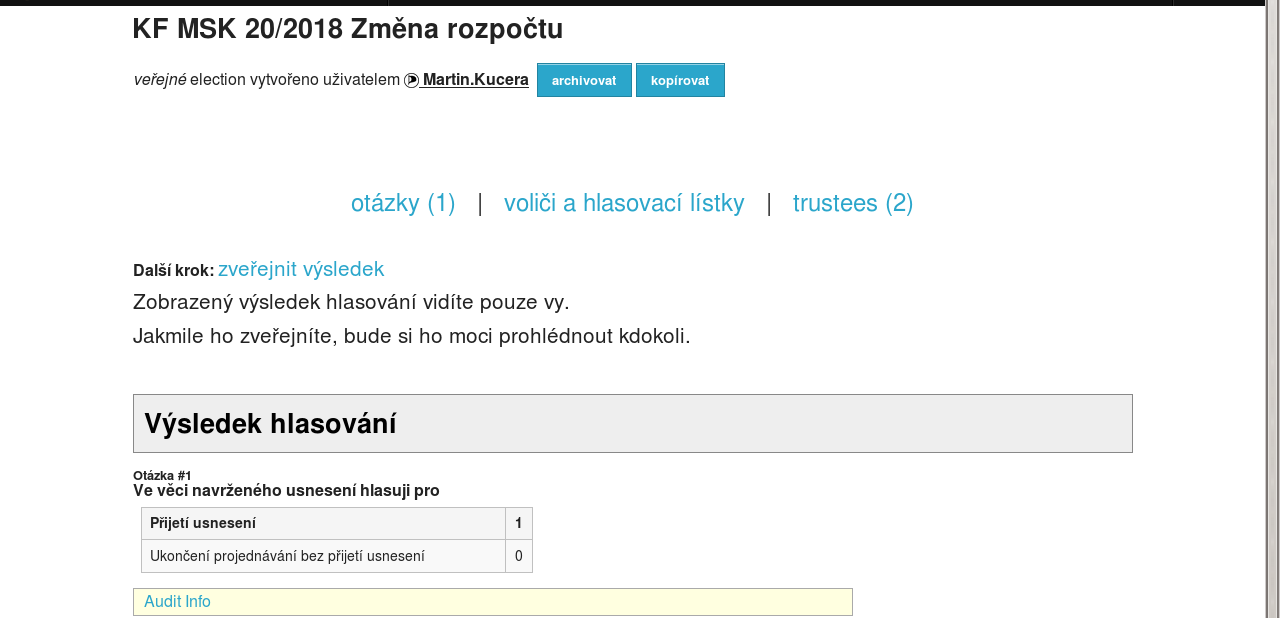 KF MSK 20/2018 Změna rozpočtu
veřejné election vytvořeno uživatelem Martin.Kucera archivovat kopírovat
otázky (1) | voliči a hlasovací lístky | trustees (2)
Další krok: zveřejnit výsledek
Zobrazený výsledek hlasování vidíte pouze vy.
Jakmile ho zveřejníte, bude si ho moci prohlédnout kdokoli.
Výsledek hlasování
Otázka #1
Ve věci navrženého usnesení hlasuji pro
Přijetí usnesení 1
Ukončení projednávání bez přijetí usnesení 0
Audit Info